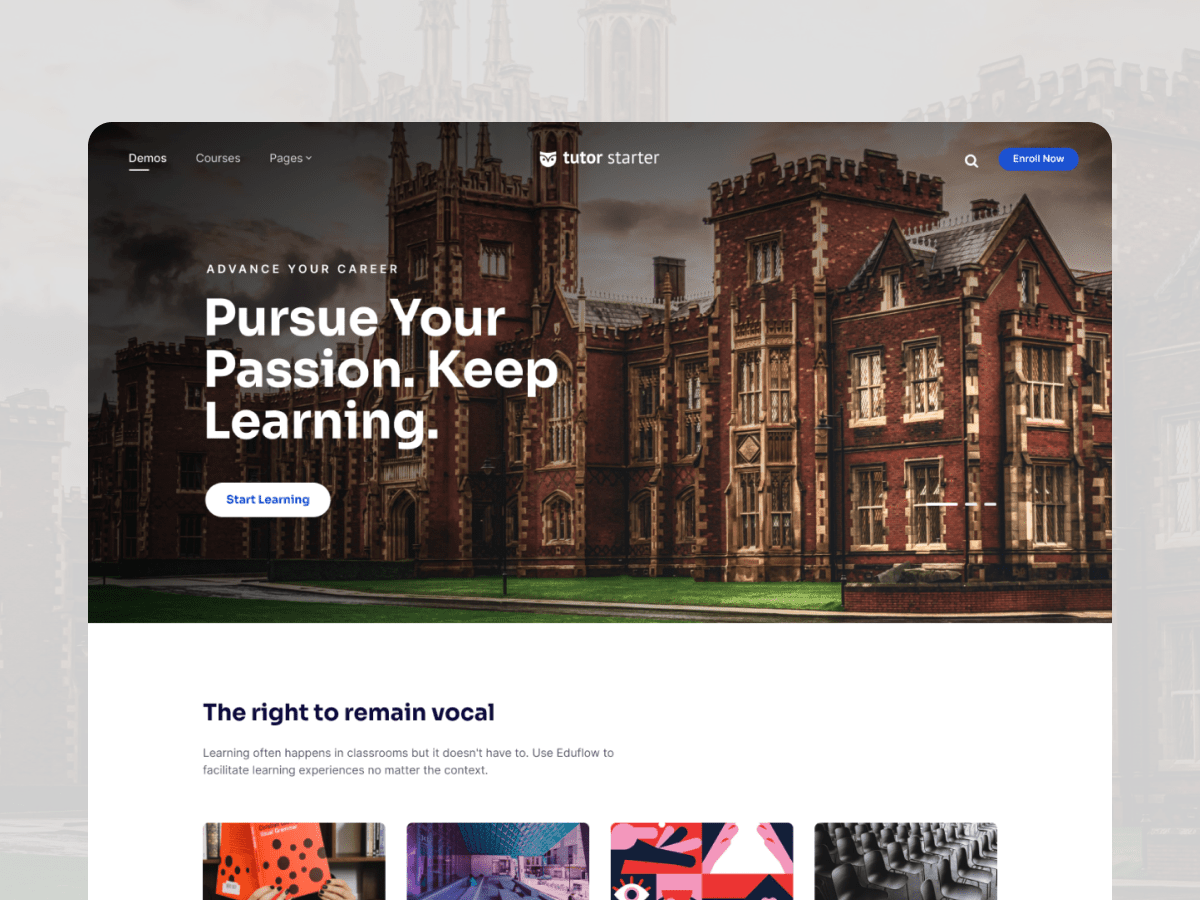 Demos Courses Pages tutor starter Enroll Now
ADVANCE YOUR CAREER
Pursue Your
Passion. Keep
Learning.
Start Learning
The right to remain vocal
Learning often happens in classrooms but it doesn't have to. Use Eduflow to
facilitate learning experiences no matter the context.